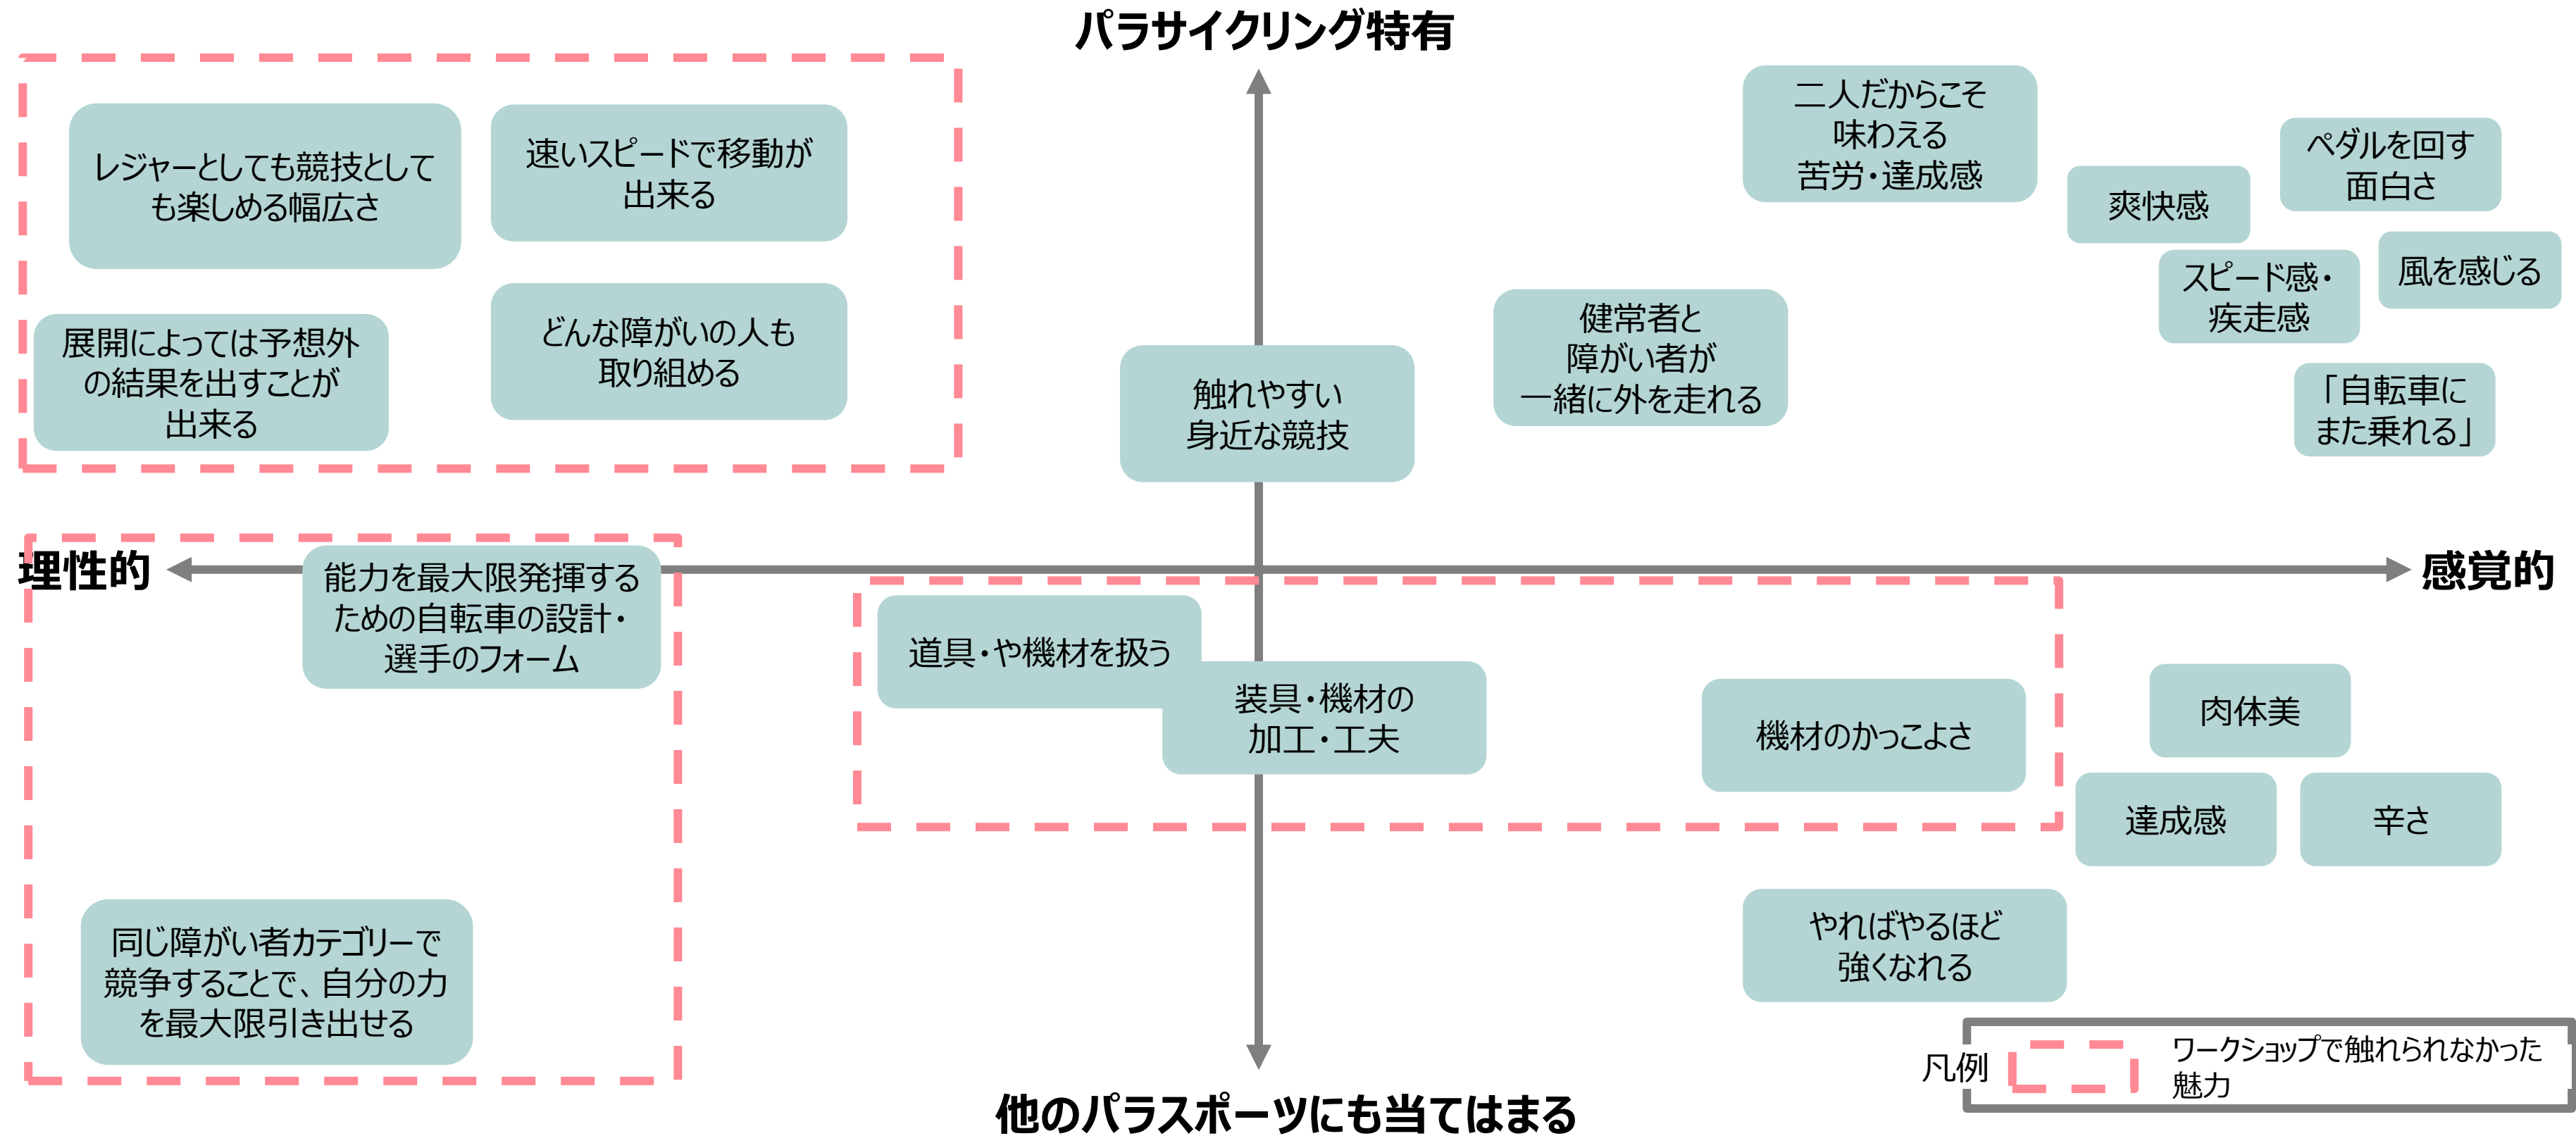 パラサイクリング特有
レジャーとしても競技として
も楽しめる幅広さ
速いスピードで移動が
出来る
展開によっては予想外
の結果を出すことが
出来る
どんな障がいの人も
取り組める
二人だからこそ
味わえる
苦労・達成感
爽快感
ペダルを回す
面白さ
スピード感・
疾走感
風を感じる
健常者と
障がい者が
一緒に外を走れる
「自転車に
また乗れる」
触れやすい
身近な競技
理性的
感覚的
能力を最大限発揮する
ための自転車の設計・
選手のフォーム
道具・や機材を扱う
装具・機材の
加工・工夫
機材のかっこよさ
肉体美
達成感
辛さ
やればやるほど
強くなれる
同じ障がい者カテゴリーで
競争することで、自分の力
を最大限引き出せる
他のパラスポーツにも当てはまる
凡例
ワークショップで触れられなかった
魅力